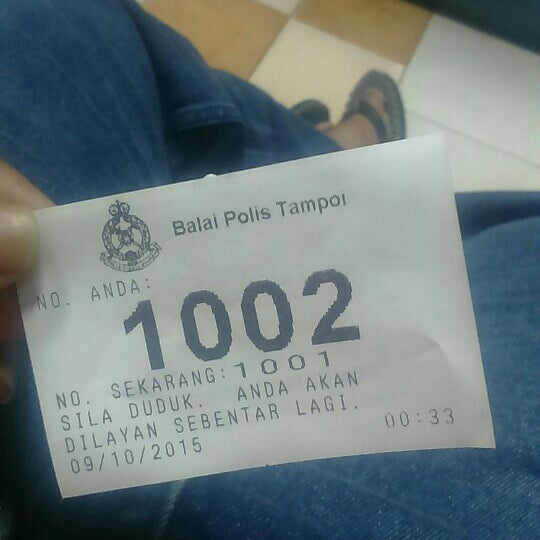 Balai Polis Tampoi
NO. ANDA:
1002
NO. SEKARANG:1001
SILA DUDUK. ANDA AKAN
DILAYAN SEBENTAR LAGI.
09/10/2015 00:33